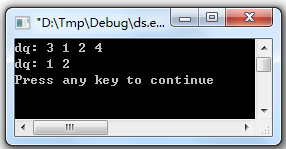 "D:\Tmp\Debug\ds.e...
dq: 3 1 2 4
dq: 1 2
Press any key to continue